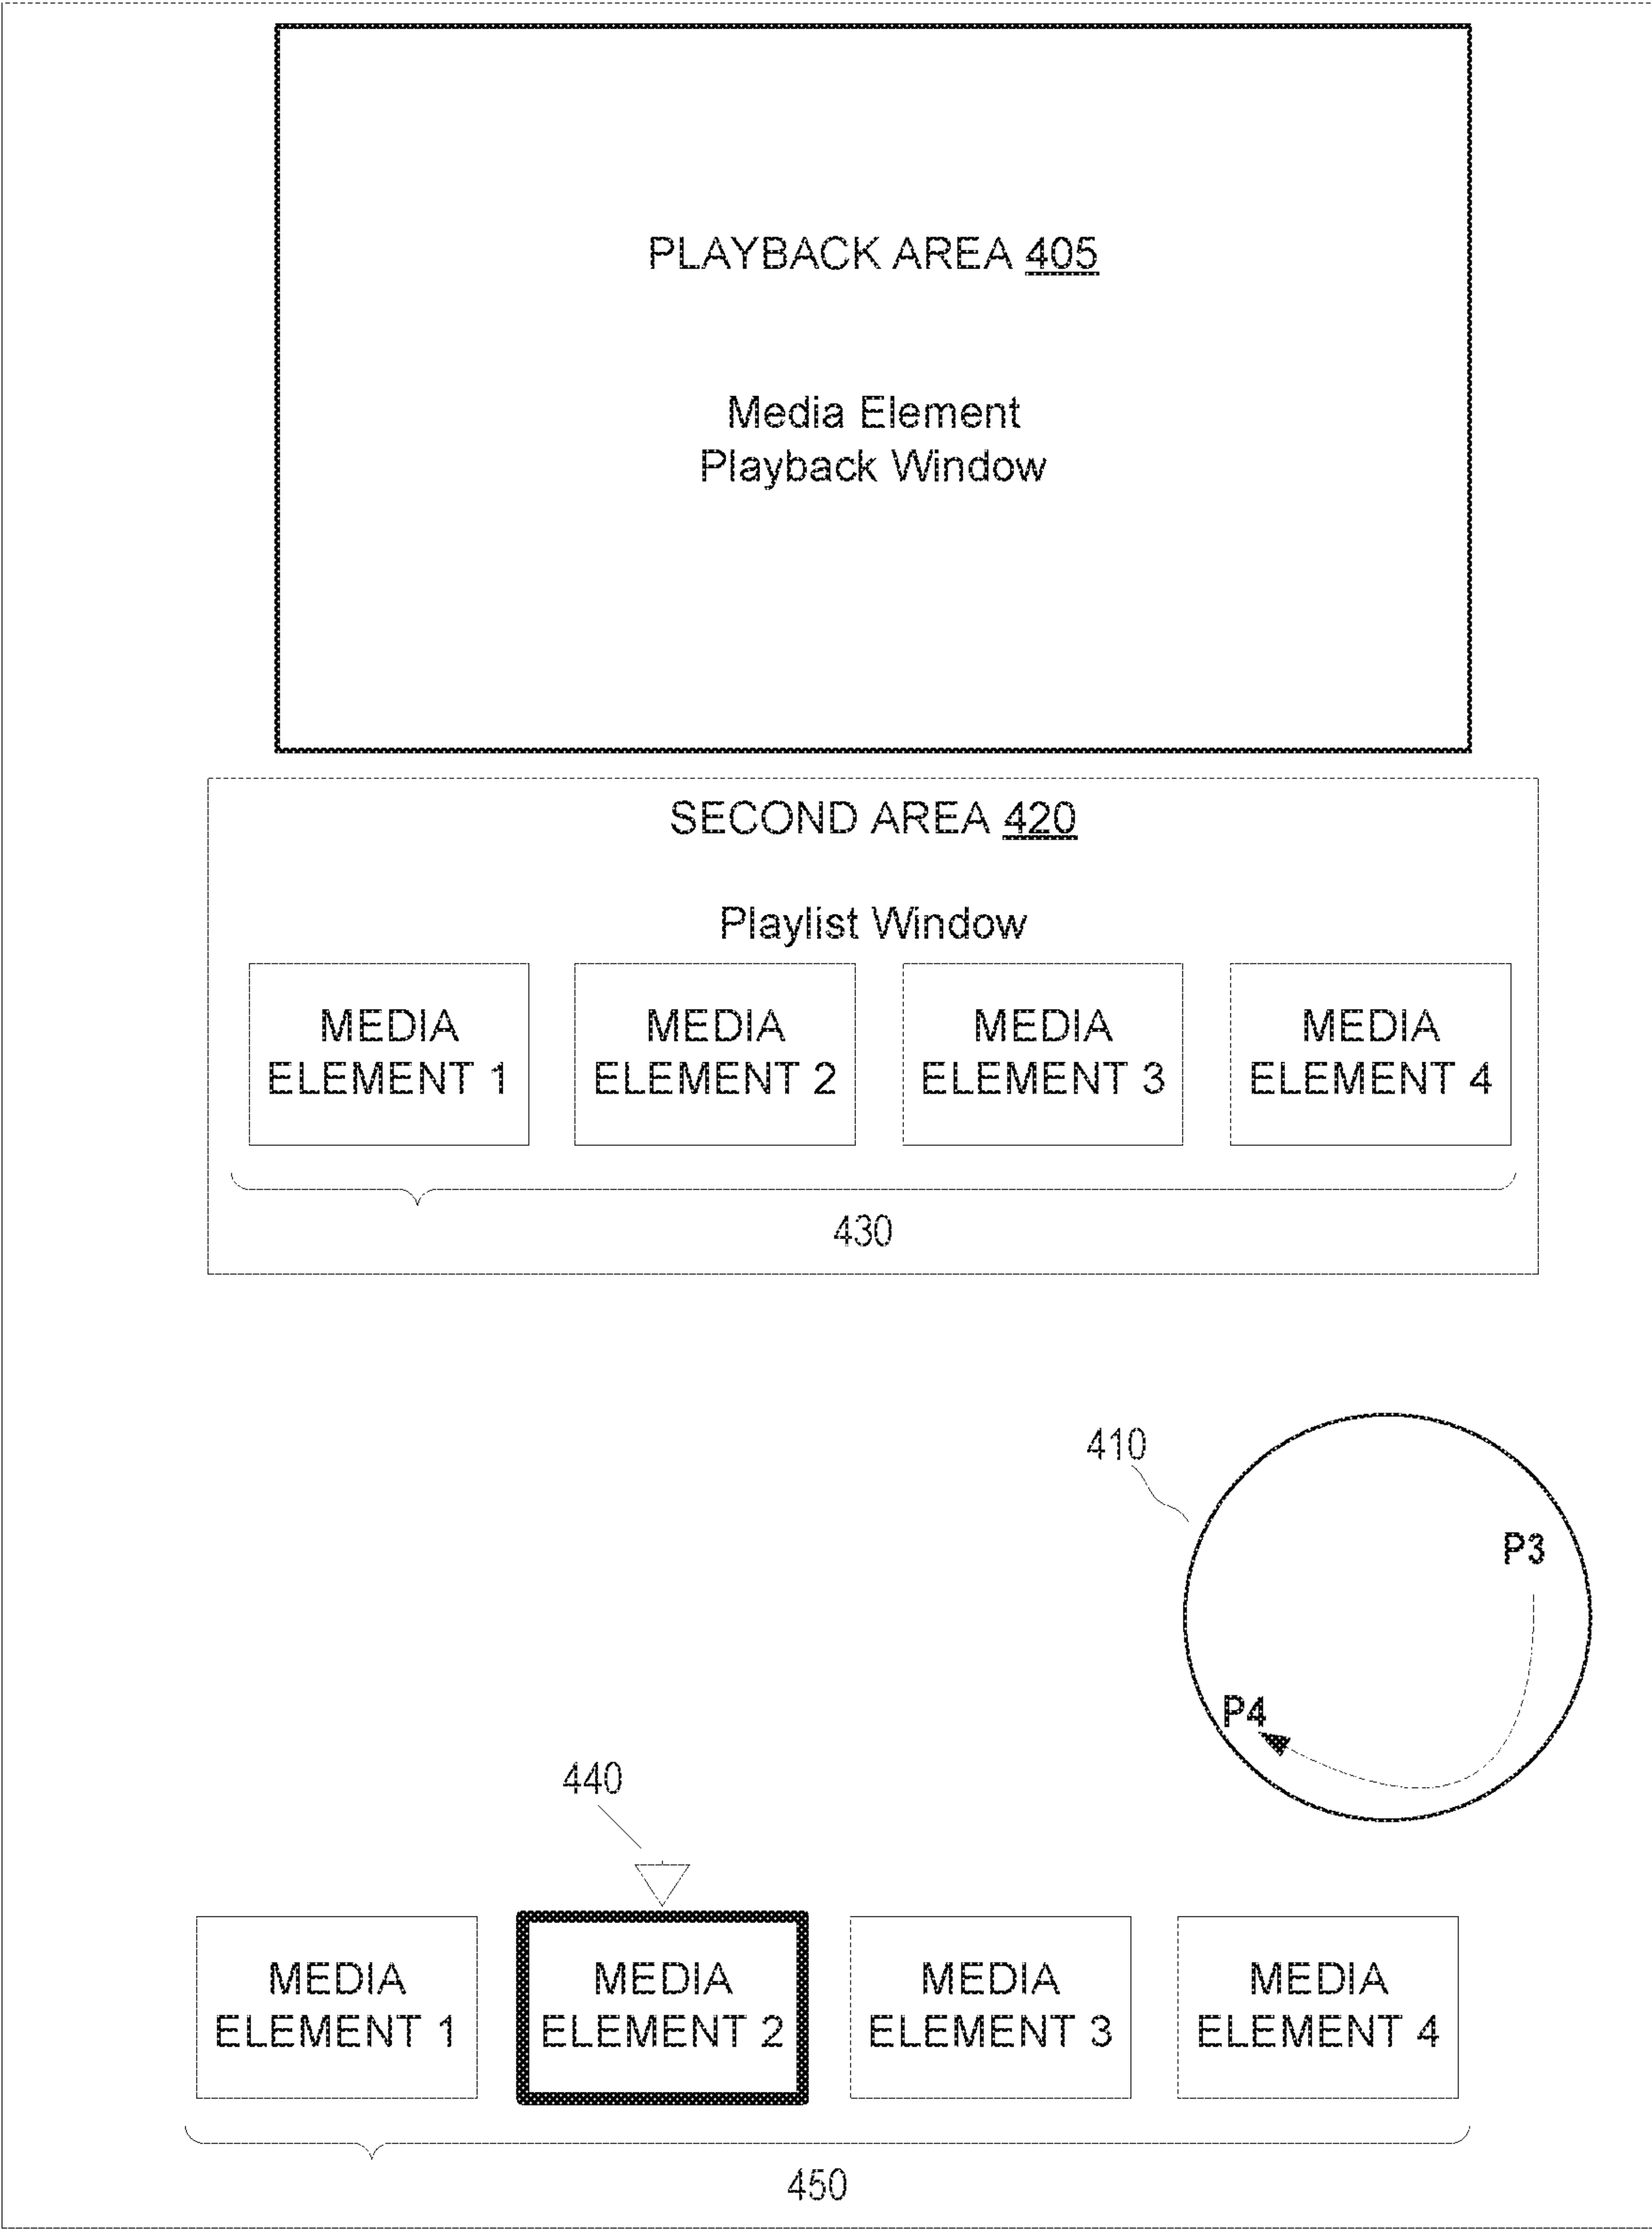 PLAYBACK AREA 405
Media Element
Playback Window
SECOND AREA 420
Playlist Window
MEDIA
ELEMENT 1
MEDIA
ELEMENT 2
MEDIA
ELEMENT 3
MEDIA
ELEMENT 4
430
410
P3
P4
440
MEDIA
ELEMENT 1
MEDIA
ELEMENT 2
MEDIA
ELEMENT 3
MEDIA
ELEMENT 4
450